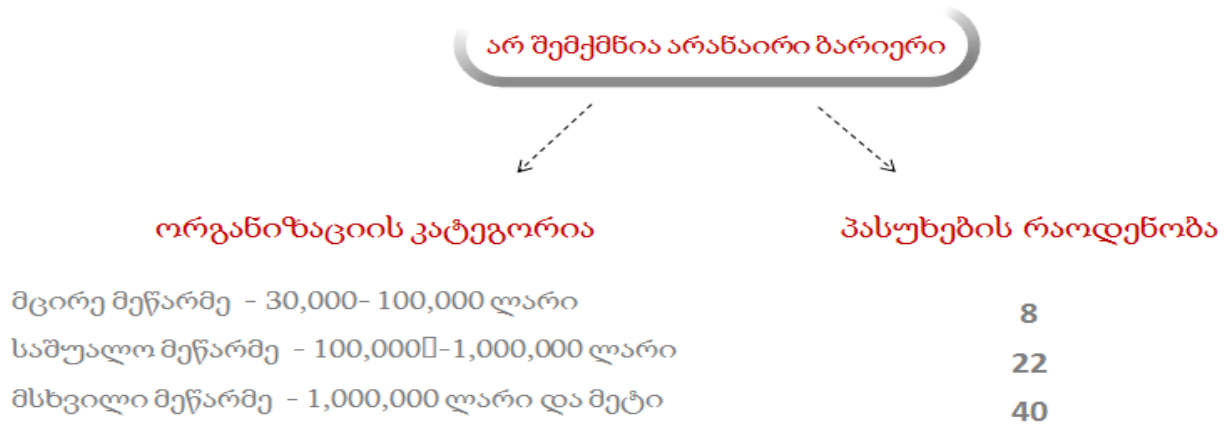 არ შემქმნია არანაირი ბარიერი
ორგანიზაციის კატეგორია პასუხების რაოდენობა
მცირე მეწარმე - 30,000- 100,000 ლარი 8
საშუალო მეწარმე - 100,000-1,000,000 ლარი 22
მსხვილი მეწარმე - 1,000,000 ლარი და მეტი 40